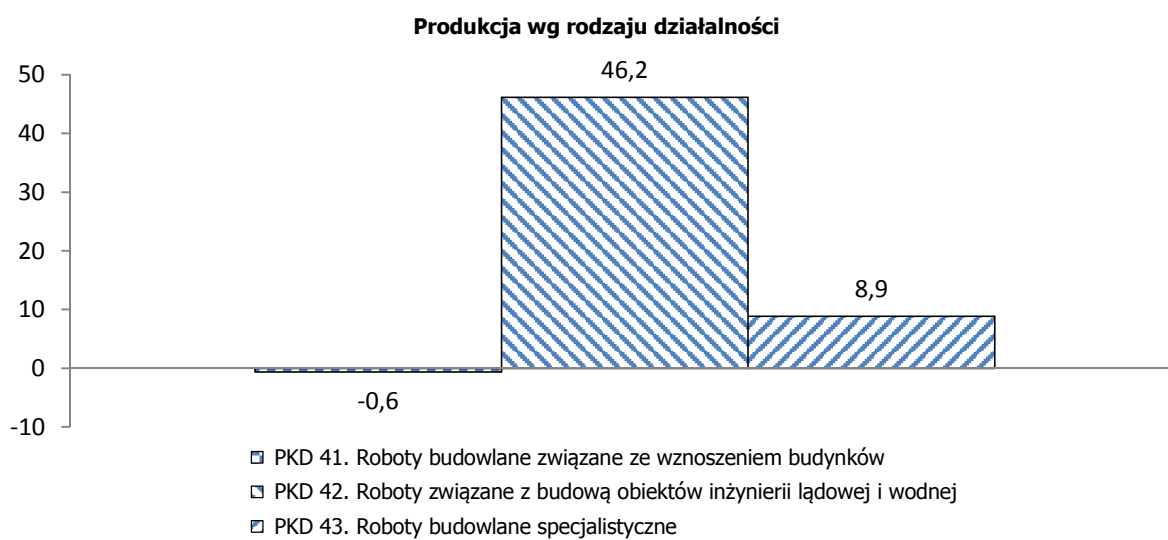 Produkcja wg rodzaju działalności
46,2
50
40
30
20
8,9
10
0
-0,6
-10
PKD 41. Roboty budowlane związane ze wznoszeniem budynków
PKD 42. Roboty związane z budową obiektów inżynierii lądowej i wodnej
PKD 43. Roboty budowlane specjalistyczne